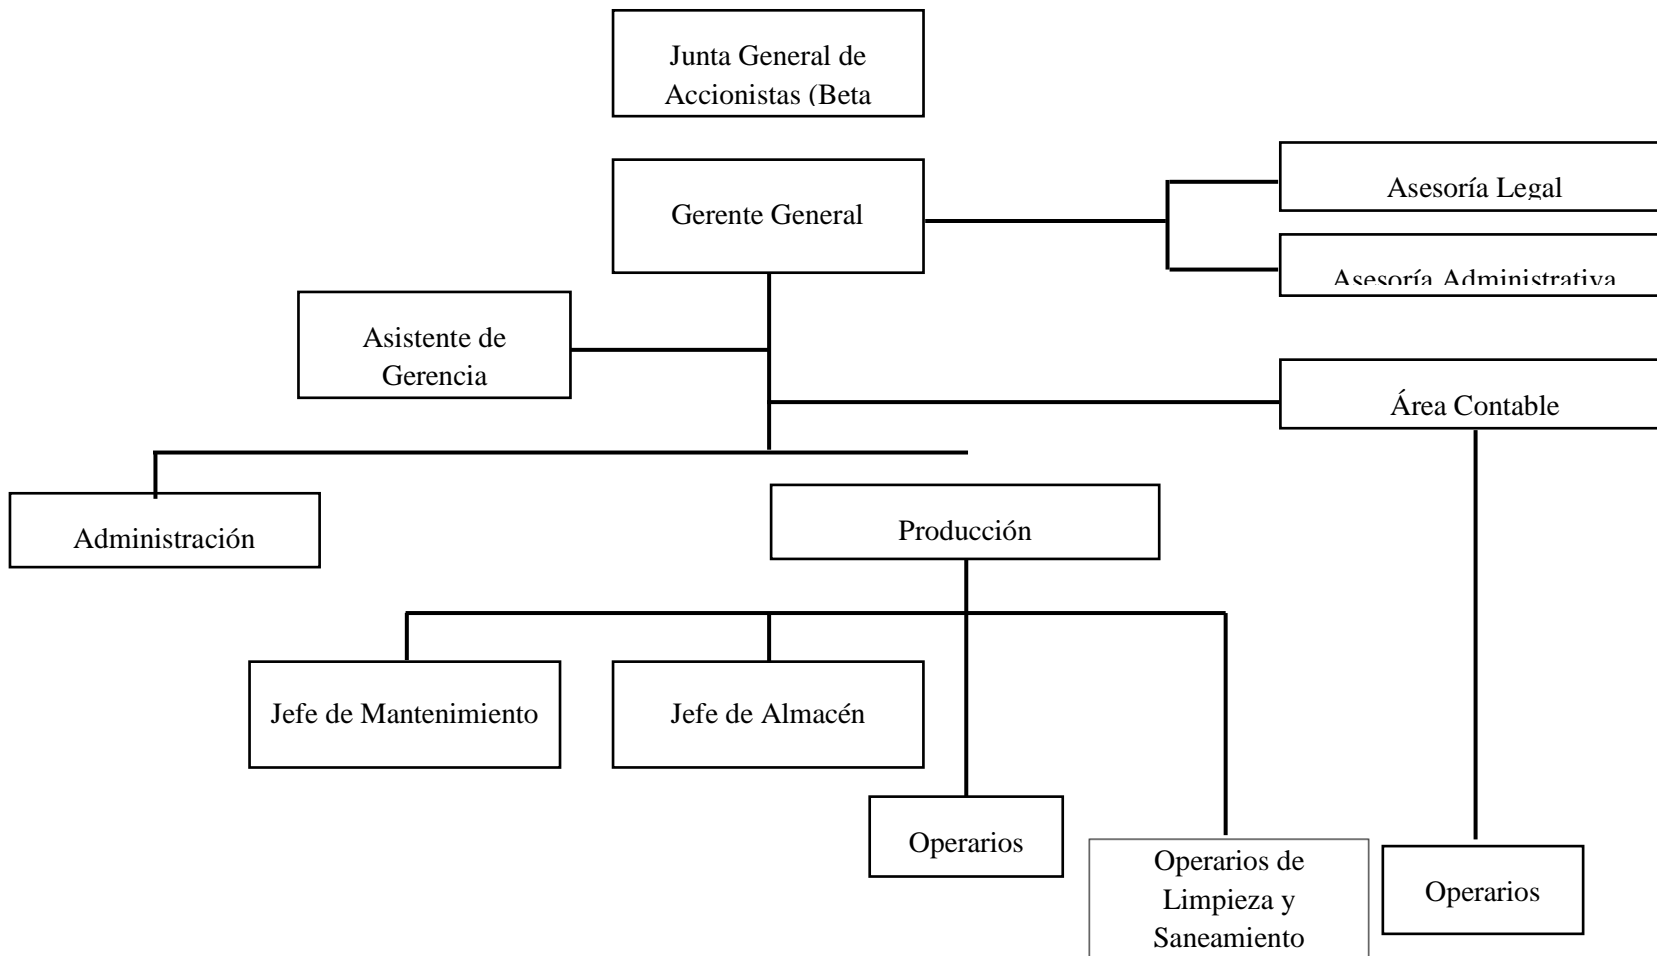 Junta General de
Accionistas (Beta
Gerente General
Asesoría Legal
Asesoría Administrativa
Asistente de
Gerencia
Área Contable
Administración
Producción
Jefe de Mantenimiento
Jefe de Almacén
Operarios
Operarios de
Limpieza y
Saneamiento
Operarios